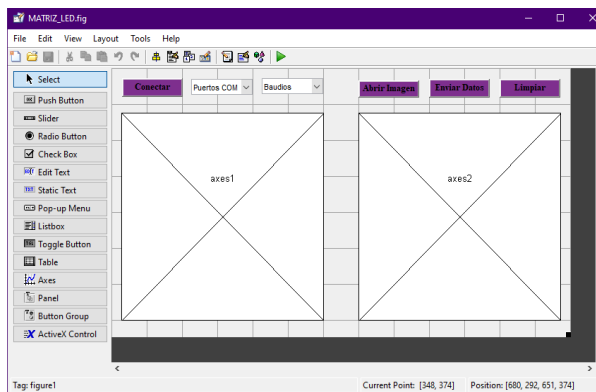 MATRIZ_LED.fig
File Edit View Layout Tools Help
Select
Push Button
Slider
Radio Button
Check Box
Edit Text
Static Text
Pop-up Menu
Listbox
Toggle Button
Table
Axes
Panel
Button Group
ActiveX Control
Conectar Puertos COM Baudios Abrir Imagen Enviar Datos Limpiar
axes1 axes2
Tag: figure1 Current Point: [348, 374] Position: [680, 292, 651, 374]